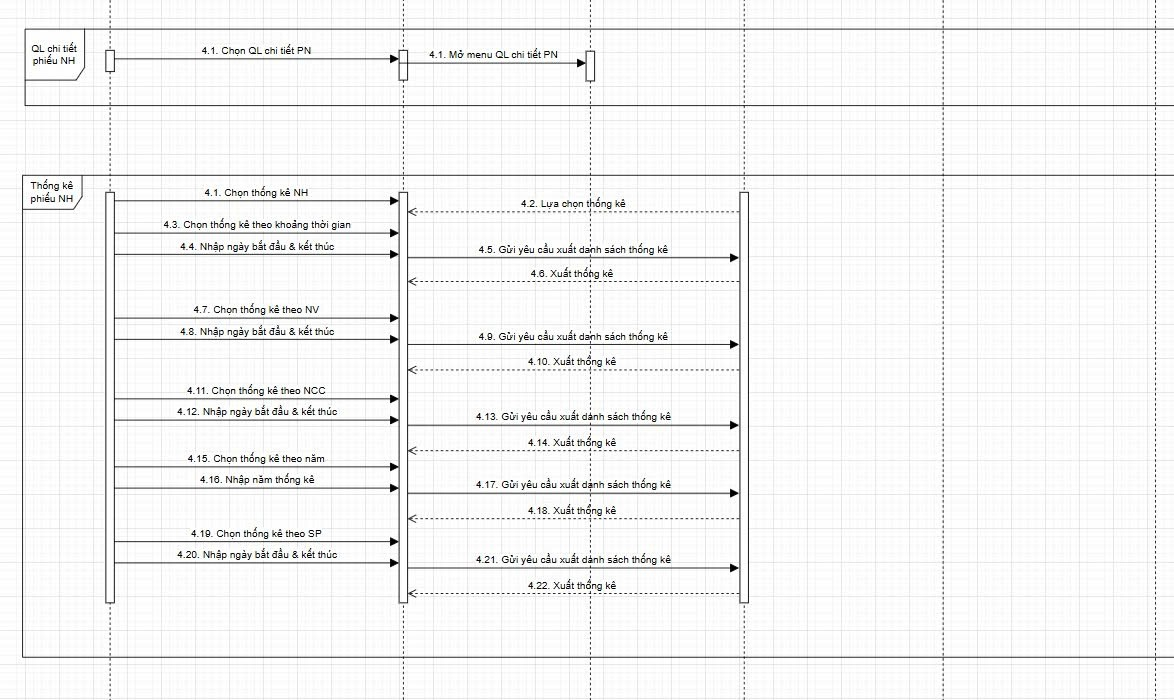 QL chi tiết
phiếu NH
4.1. Chọn QL chi tiết PN
4.1. Mở menu QL chi tiết PN
Thống kê
phiếu NH
4.1. Chọn thống kê NH
4.2. Lựa chọn thống kê
4.3. Chọn thống kê theo khoảng thời gian
4.4. Nhập ngày bắt đầu & kết thúc
4.5. Gửi yêu cầu xuất danh sách thống kê
4.6. Xuất thống kê
4.7. Chọn thống kê theo NV
4.8. Nhập ngày bắt đầu & kết thúc
4.9. Gửi yêu cầu xuất danh sách thống kê
4.10. Xuất thống kê
4.11. Chọn thống kê theo NCC
4.12. Nhập ngày bắt đầu & kết thúc
4.13. Gửi yêu cầu xuất danh sách thống kê
4.14. Xuất thống kê
4.15. Chọn thống kê theo năm
4.16. Nhập năm thống kê
4.17. Gửi yêu cầu xuất danh sách thống kê
4.18. Xuất thống kê
4.19. Chọn thống kê theo SP
4.20. Nhập ngày bắt đầu & kết thúc
4.21. Gửi yêu cầu xuất danh sách thống kê
4.22. Xuất thống kê